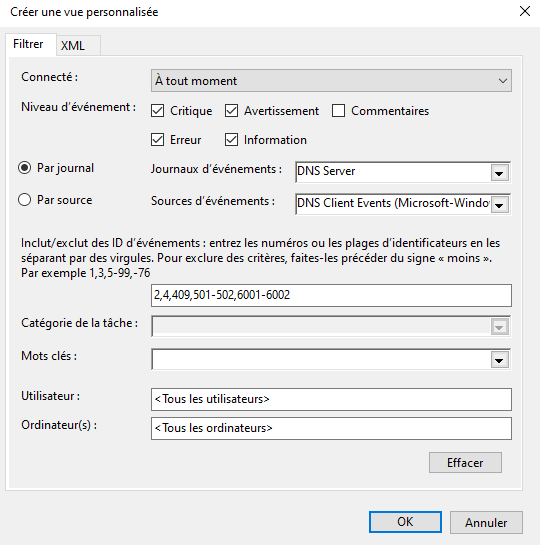 Créer une vue personnalisée
Filtrer XML
Connecté : À tout moment
Niveau d'événement : Critique Avertissement Commentaires
Erreur Information
Par journal Journaux d'événements : DNS Server
Par source Sources d'événements : DNS Client Events (Microsoft-Windo
Inclut/exclut des ID d'événements : entrez les numéros ou les plages d'identificateurs en les
séparant par des virgules. Pour exclure des critères, faites-les précéder du signe « moins ».
Par exemple 1,3,5-99,-76
2,4,409,501-502,6001-6002
Catégorie de la tâche :
Mots clés :
Utilisateur : <Tous les utilisateurs>
Ordinateur(s) : <Tous les ordinateurs>
Effacer
OK Annuler